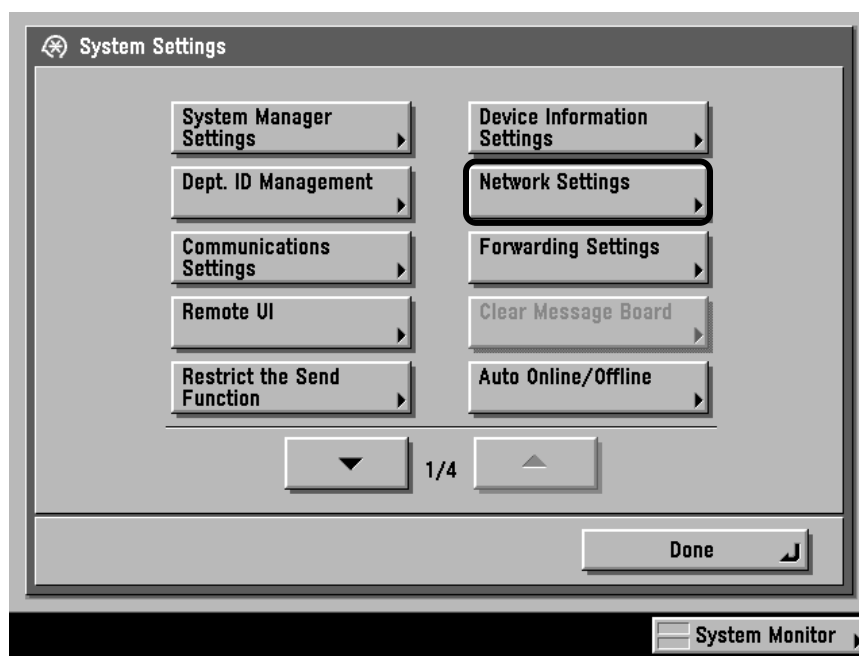 System Settings
System Manager
Settings
Device Information
Settings
Dept. ID Management
Network Settings
Communications
Settings
Forwarding Settings
Remote UI
Clear Message Board
Restrict the Send
Function
Auto Online/Offline
1/4
Done
System Monitor